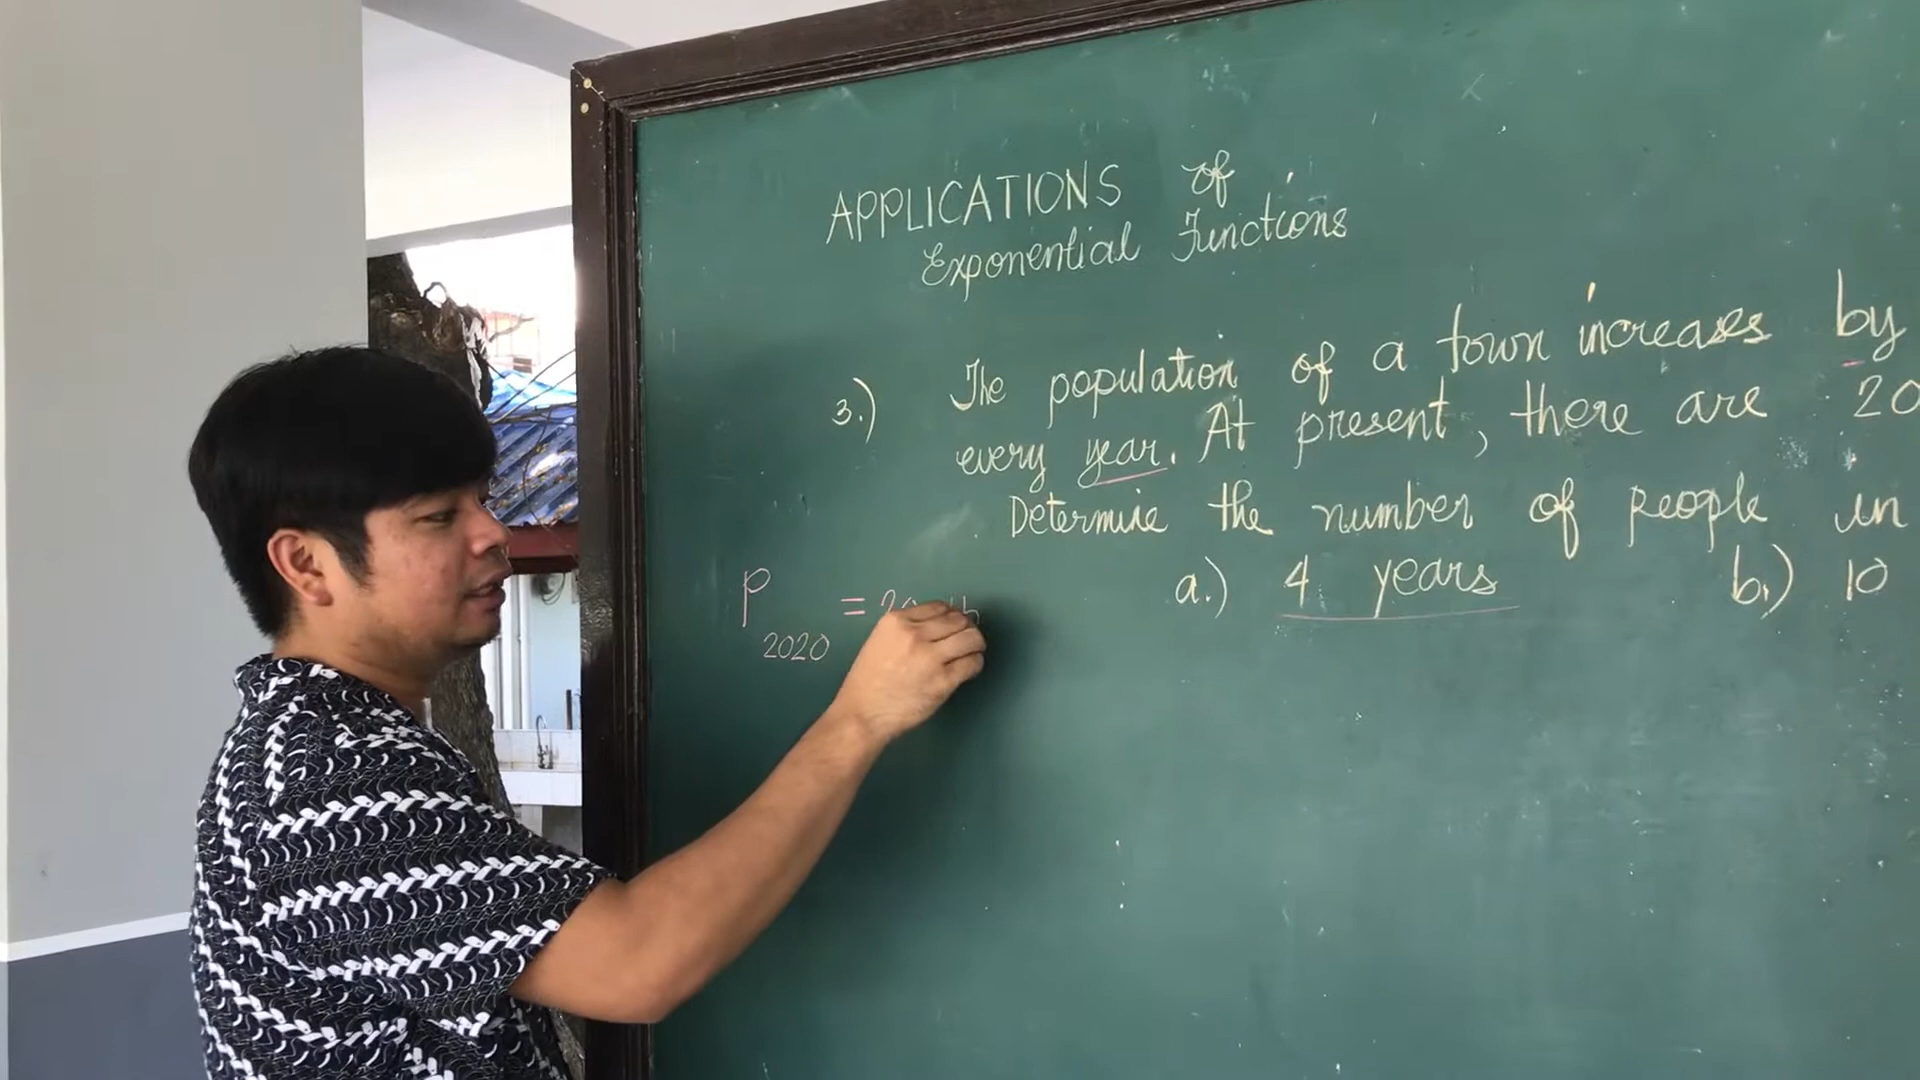 APPLICATIONS of
Exponential Functions
3.) The population of a town increases by
every year. At present, there are 20
Determine the number of people in
a.) 4 years b.) 10
P2020 =